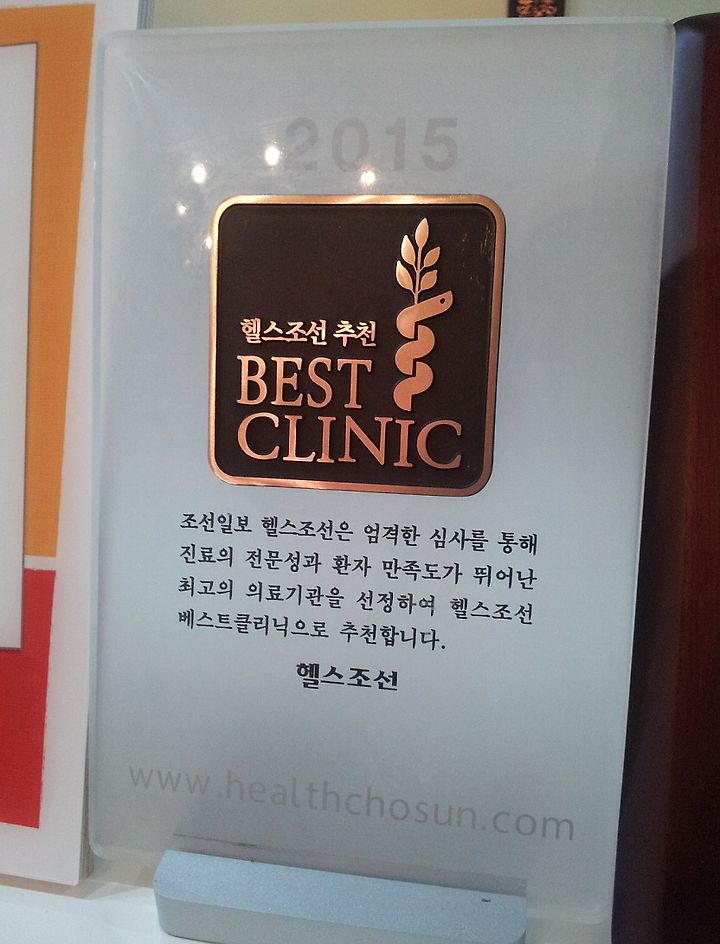 2015
헬스조선 추천
BEST
CLINIC
조선일보 헬스조선은 엄격한 심사를 통해
진료의 전문성과 환자 만족도가 뛰어난
최고의 의료기관을 선정하여 헬스조선
베스트클리닉으로 추천합니다.
헬스조선
www.healthchosun.com